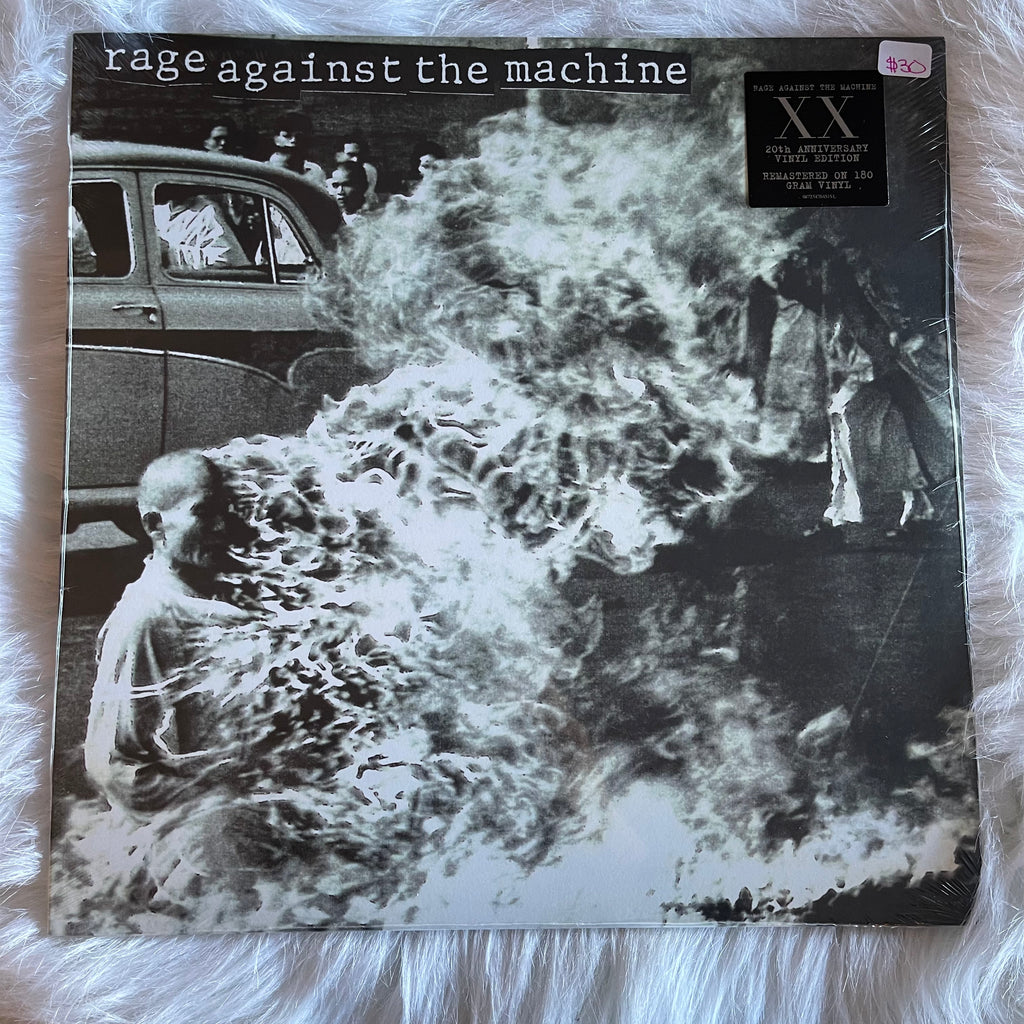 rage against the machine
$30
RAGE AGAINST THE MACHINE
XX
20th ANNIVERSARY
VINYL EDITION
REMASTERED ON 180
GRAM VINYL